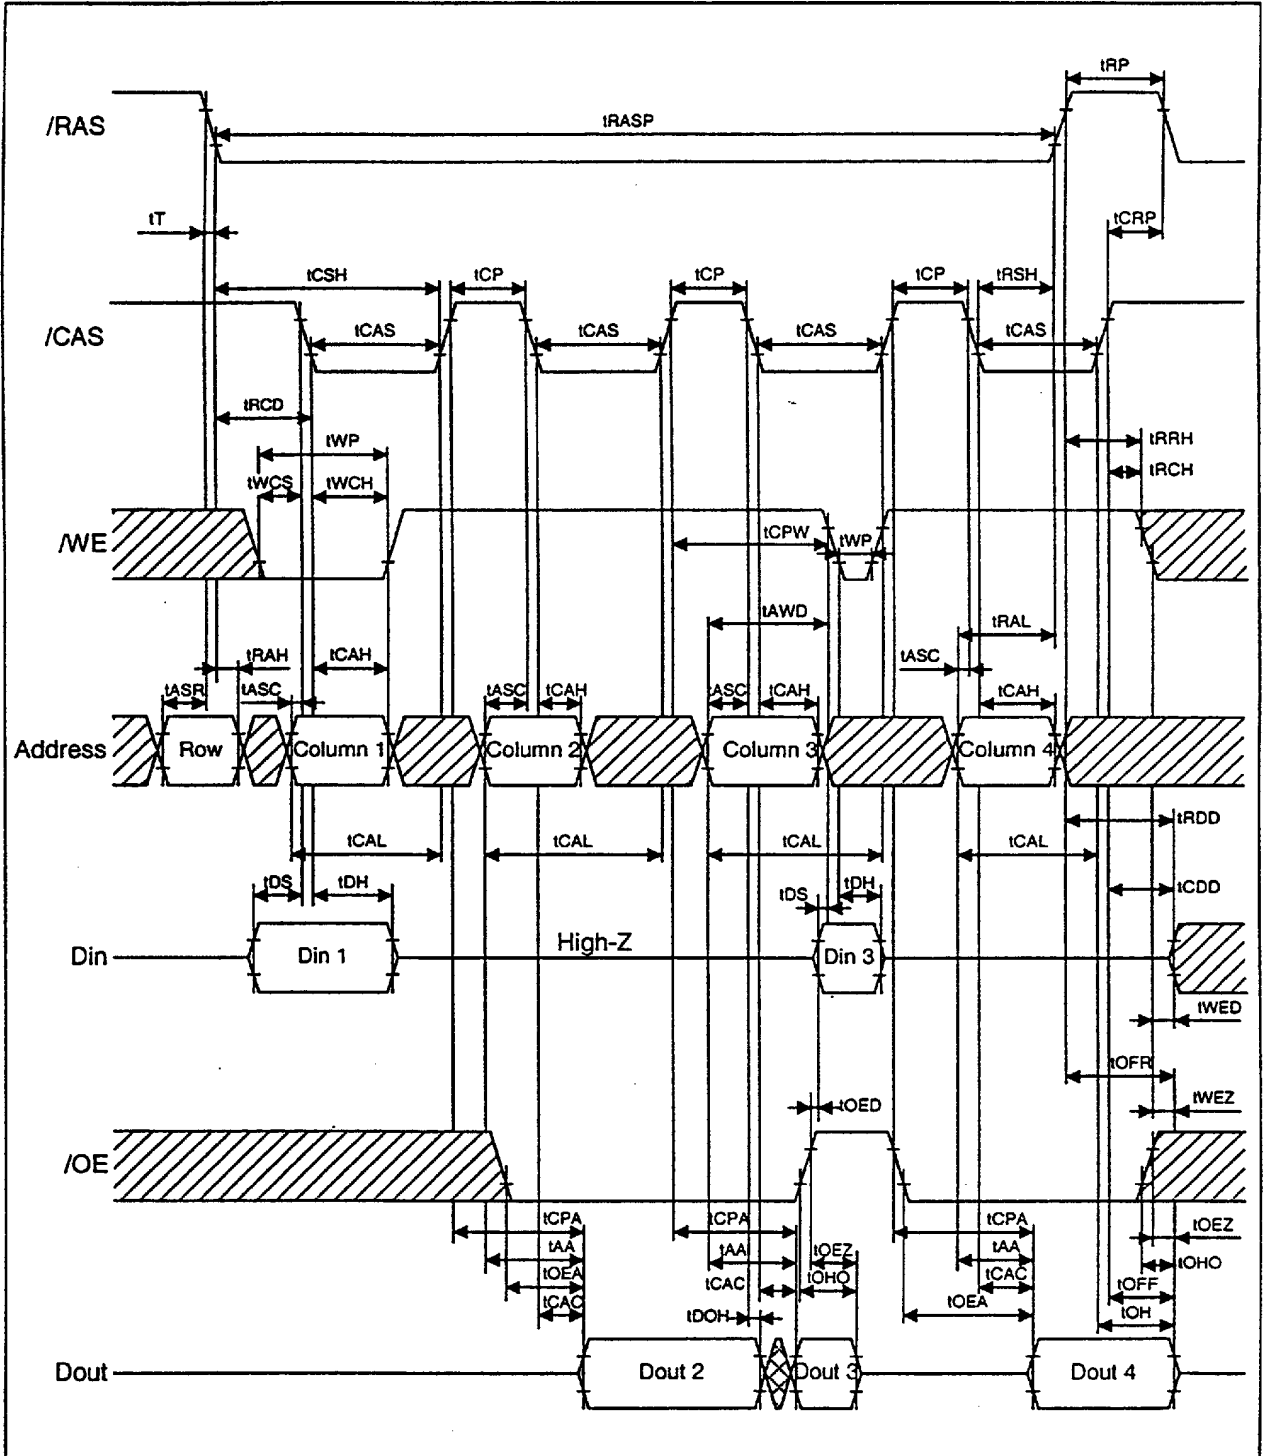 tRP
/RAS
tRASP
tT
tCRP
tCSH
tCP
tCP
tCP
tRSH
/CAS
tCAS
tCAS
tCAS
tCAS
tRCD
tWP
tRRH
tRCH
tWCS
tWCH
/WE
tCPW
tWP
tAWD
tRAL
tRAH
tCAH
tASC
tASR
tASC
tASC
tCAH
tASC
tCAH
tCAH
Address
Row
Column 1
Column 2
Column 3
Column 4
tRDD
tCAL
tCAL
tCAL
tCAL
tDS
tDH
tDS
tDH
tCDD
Din
Din 1
High-Z
Din 3
tWED
tOFR
tOED
tWEZ
/OE
tCPA
tCPA
tCPA
tOEZ
tAA
tAA
tOEZ
tAA
tOHO
tOEA
tCAC
tOHO
tCAC
tOFF
tCAC
tOEA
tOH
tDOH
Dout
Dout 2
Dout 3
Dout 4